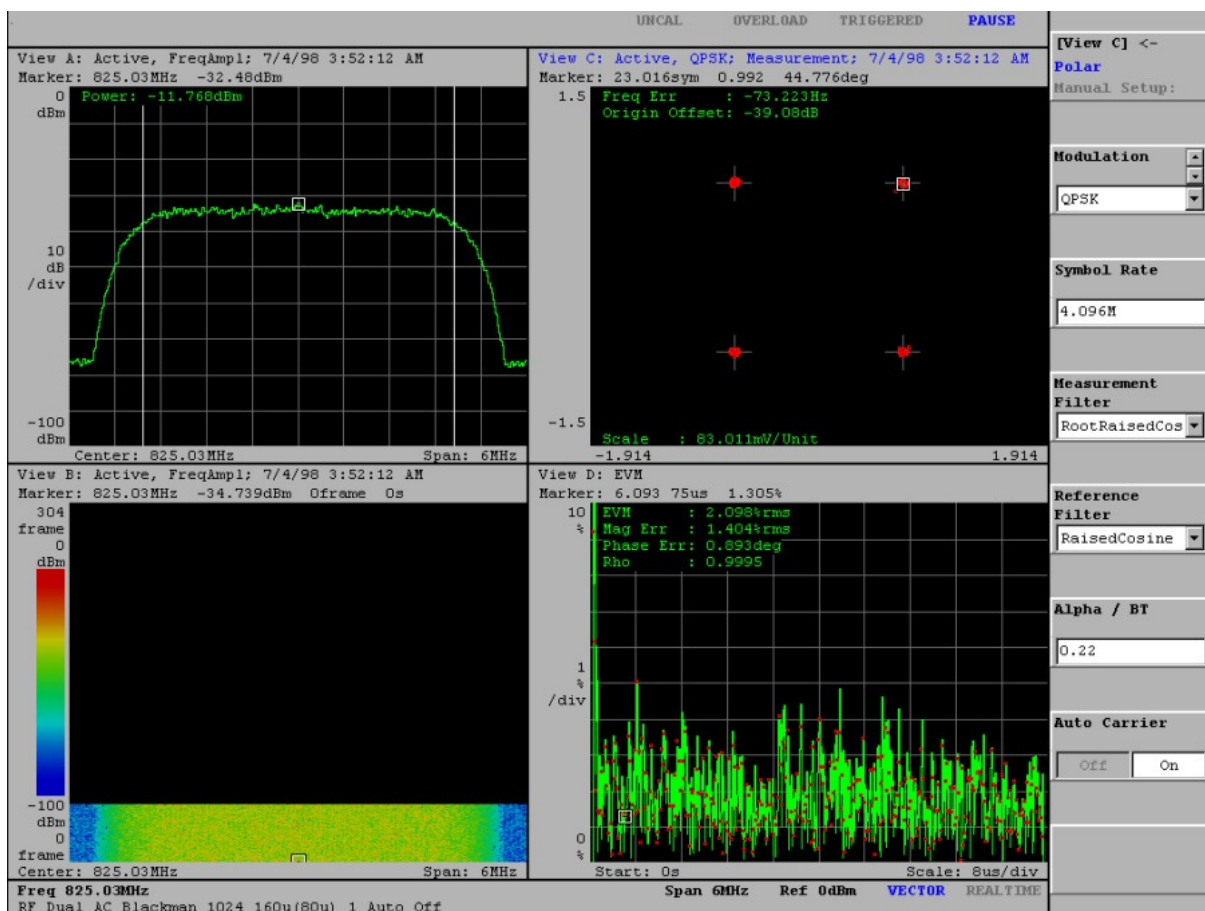 UNCAL OVERLOAD TRIGGERED PAUSE
View A: Active, FreqAmpl; 7/4/98 3:52:12 AM
Marker: 825.03MHz -32.48dBm
0
dBm
Power: -11.768dBm
10
dB
/div
-100
dBm
Center: 825.03MHz Span: 6MHz
View C: Active, QPSK; Measurement; 7/4/98 3:52:12 AM
Marker: 23.016sym 0.992 44.776deg
1.5
Freq Err : -73.223Hz
Origin Offset: -39.08dB
-1.5
Scale : 83.011mV/Unit
-1.914 1.914
View B: Active, FreqAmpl; 7/4/98 3:52:12 AM
Marker: 825.03MHz -34.739dBm 0frame 0s
304
frame
0
dBm
-100
dBm
0
frame
Center: 825.03MHz Span: 6MHz
View D: EVM
Marker: 6.093 75us 1.305%
10
%
EVM : 2.098%rms
Mag Err : 1.404%rms
Phase Err: 0.893deg
Rho : 0.9995
1
%
/div
0
%
Start: 0s Scale: 8us/div
Freq 825.03MHz Span 6MHz Ref 0dBm VECTOR REALTIME
RF Dual AC Blackman 1024 160u(80u) 1 Auto Off
[View C] <-
Polar
Manual Setup:
Modulation
QPSK
Symbol Rate
4.096M
Measurement
Filter
RootRaisedCos
Reference
Filter
RaisedCosine
Alpha / BT
0.22
Auto Carrier
Off On